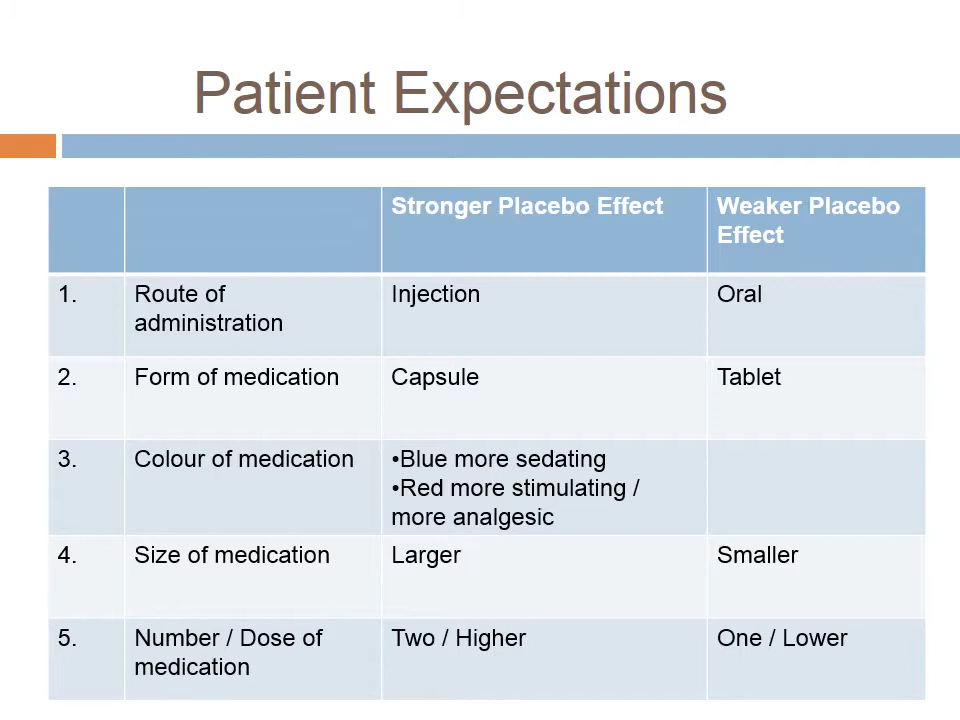 Patient Expectations
Stronger Placebo Effect
Weaker Placebo
Effect
1.
Route of
administration
Injection
Oral
2.
Form of medication
Capsule
Tablet
3.
Colour of medication
•Blue more sedating
•Red more stimulating /
more analgesic
4.
Size of medication
Larger
Smaller
5.
Number / Dose of
medication
Two / Higher
One / Lower